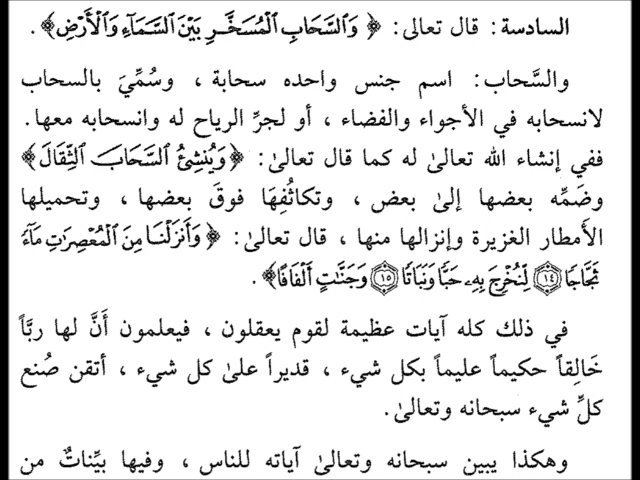 السادسة: قال تعالى: ﴿ وَالسَّحَابِ الْمُسَخَّرِ بَيْنَ السَّمَاءِ وَالْأَرْضِ﴾.
والسَّحاب: اسم جنس واحده سحابة ، وسُمِّيَ بالسحاب
لانسحابه في الأجواء والفضاء ، أو لجرِّ الرياح له وانسحابه معها.
ففي إنشاء الله تعالىٰ له كما قال تعالىٰ: ﴿وَيُنْشِئُ السَّحَابَ الثِّقَالَ﴾
وضَمِّه بعضها إلىٰ بعض ، وتكاثُفِهَا فوقَ بعضها ، وتحميلها
الأمطار الغزيرة وإنزالها منها ، قال تعالىٰ: ﴿ وَأَنزَلْنَا مِنَ الْمُعْصِرَاتِ مَاءً
ثَجَّاجًا ۝١٤ لِّنُخْرِجَ بِهِۦ حَبًّا وَنَبَاتًا ۝١٥ وَجَنَّاتٍ أَلْفَافًا﴾ .
في ذلك كله آيات عظيمة لقوم يعقلون ، فيعلمون أَنَّ لها ربَّاً
خَالِقاً حكيماً عليماً بكل شيء ، قديراً علىٰ كل شيء ، أتقن صُنع
كلِّ شيء سبحانه وتعالىٰ.
وهكذا يبين سبحانه وتعالىٰ آياته للناس ، وفيها بيِّناتٌ من